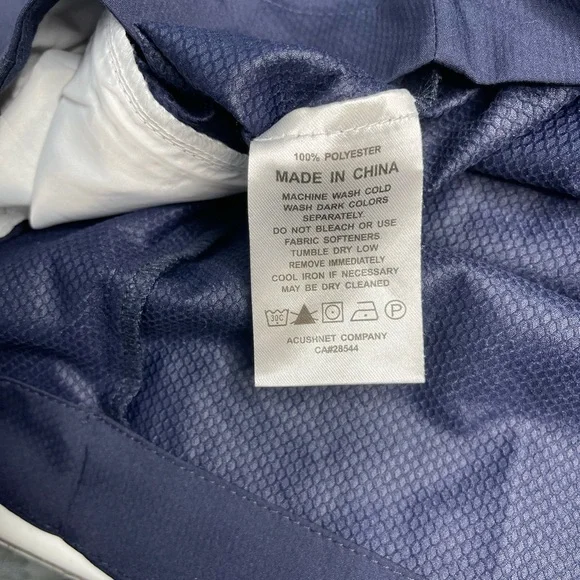 100% POLYESTER
MADE IN CHINA
MACHINE WASH COLD
WASH DARK COLORS
SEPARATELY
DO NOT BLEACH OR USE
FABRIC SOFTENERS
TUMBLE DRY LOW
REMOVE IMMEDIATELY
COOL IRON IF NECESSARY
MAY BE DRY CLEANED
30C P
ACUSHNET COMPANY
CA#28544